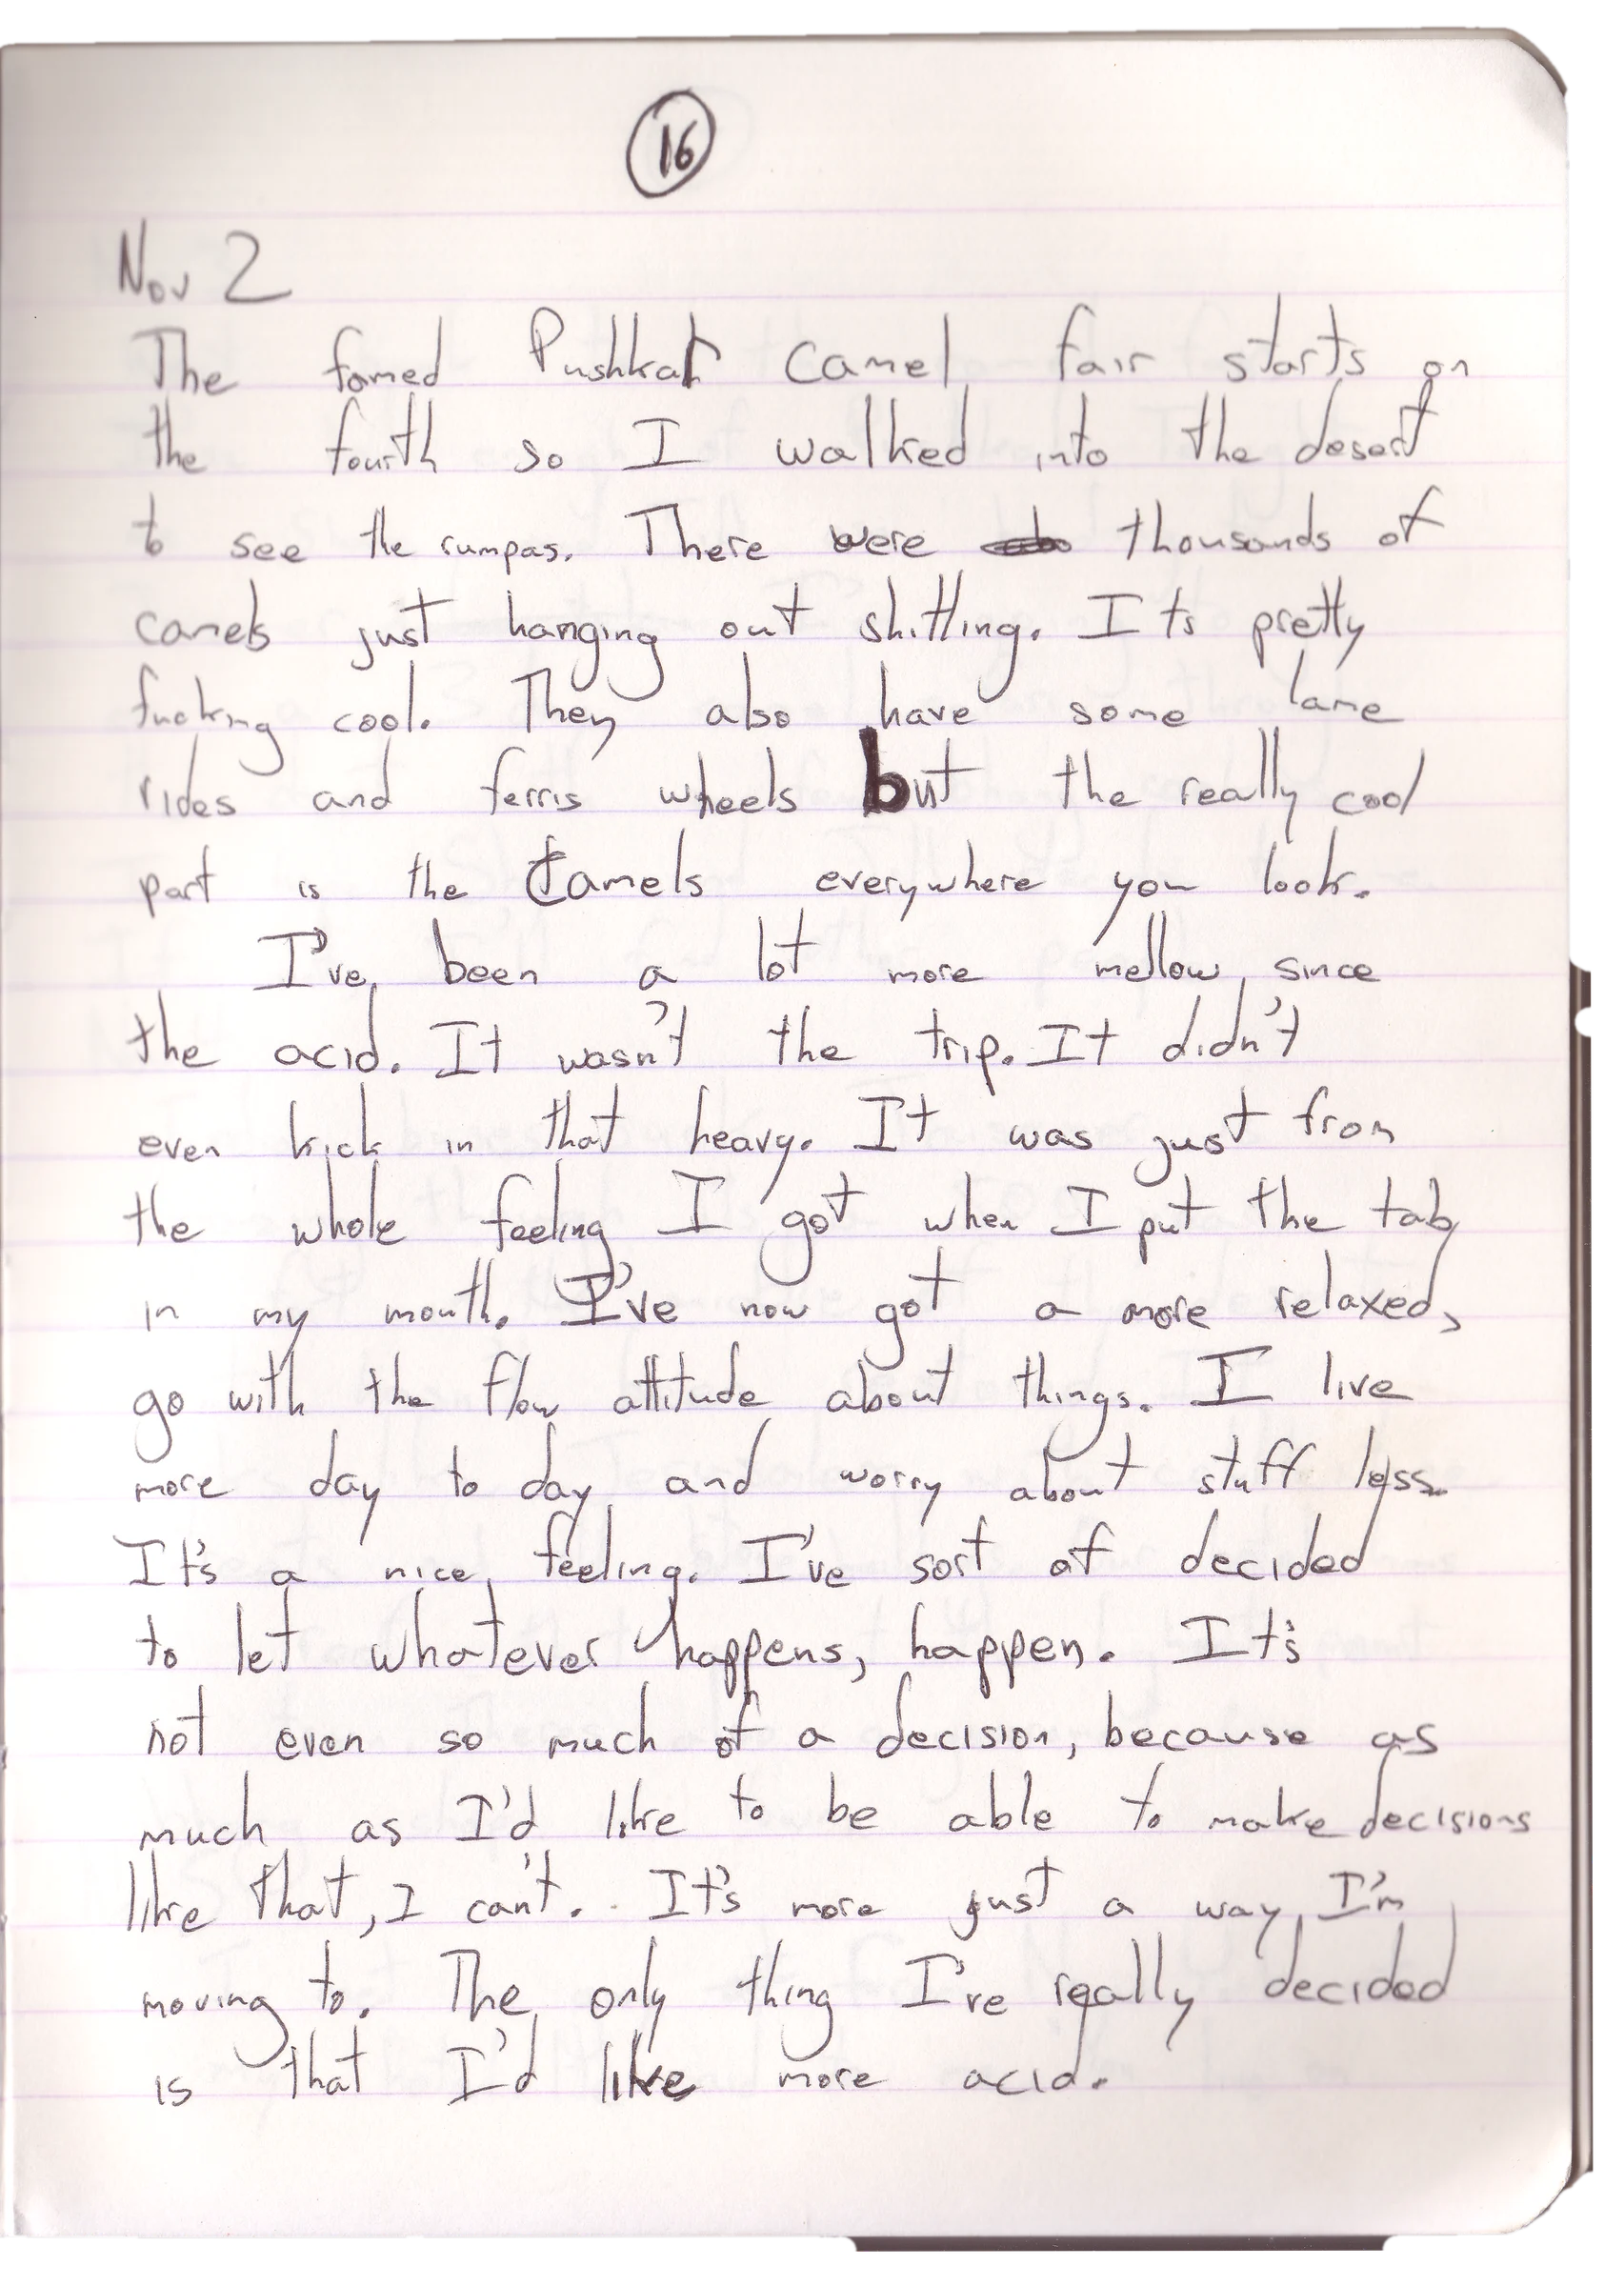 16
Nov 2
The famed Pushkar Camel fair starts on
the fourth so I walked into the desert
to see the rumpas. There were thousands of
camels just hanging out shitting. Its pretty
fucking cool. They also have some lame
rides and ferris wheels but the really cool
part is the Camels everywhere you look.
I've been a lot more mellow since
the acid. It wasn't the trip. It didn't
even kick in that heavy. It was just from
the whole feeling I got when I put the tab
in my mouth. I've now got a more relaxed,
go with the flow attitude about things. I live
more day to day and worry about stuff less.
It's a nice feeling. I've sort of decided
to let whatever happens, happen. It's
not even so much of a decision, because as
much as I'd like to be able to make decisions
like that, I can't. It's more just a way I'm
moving to. The only thing I've really decided
is that I'd like more acid.